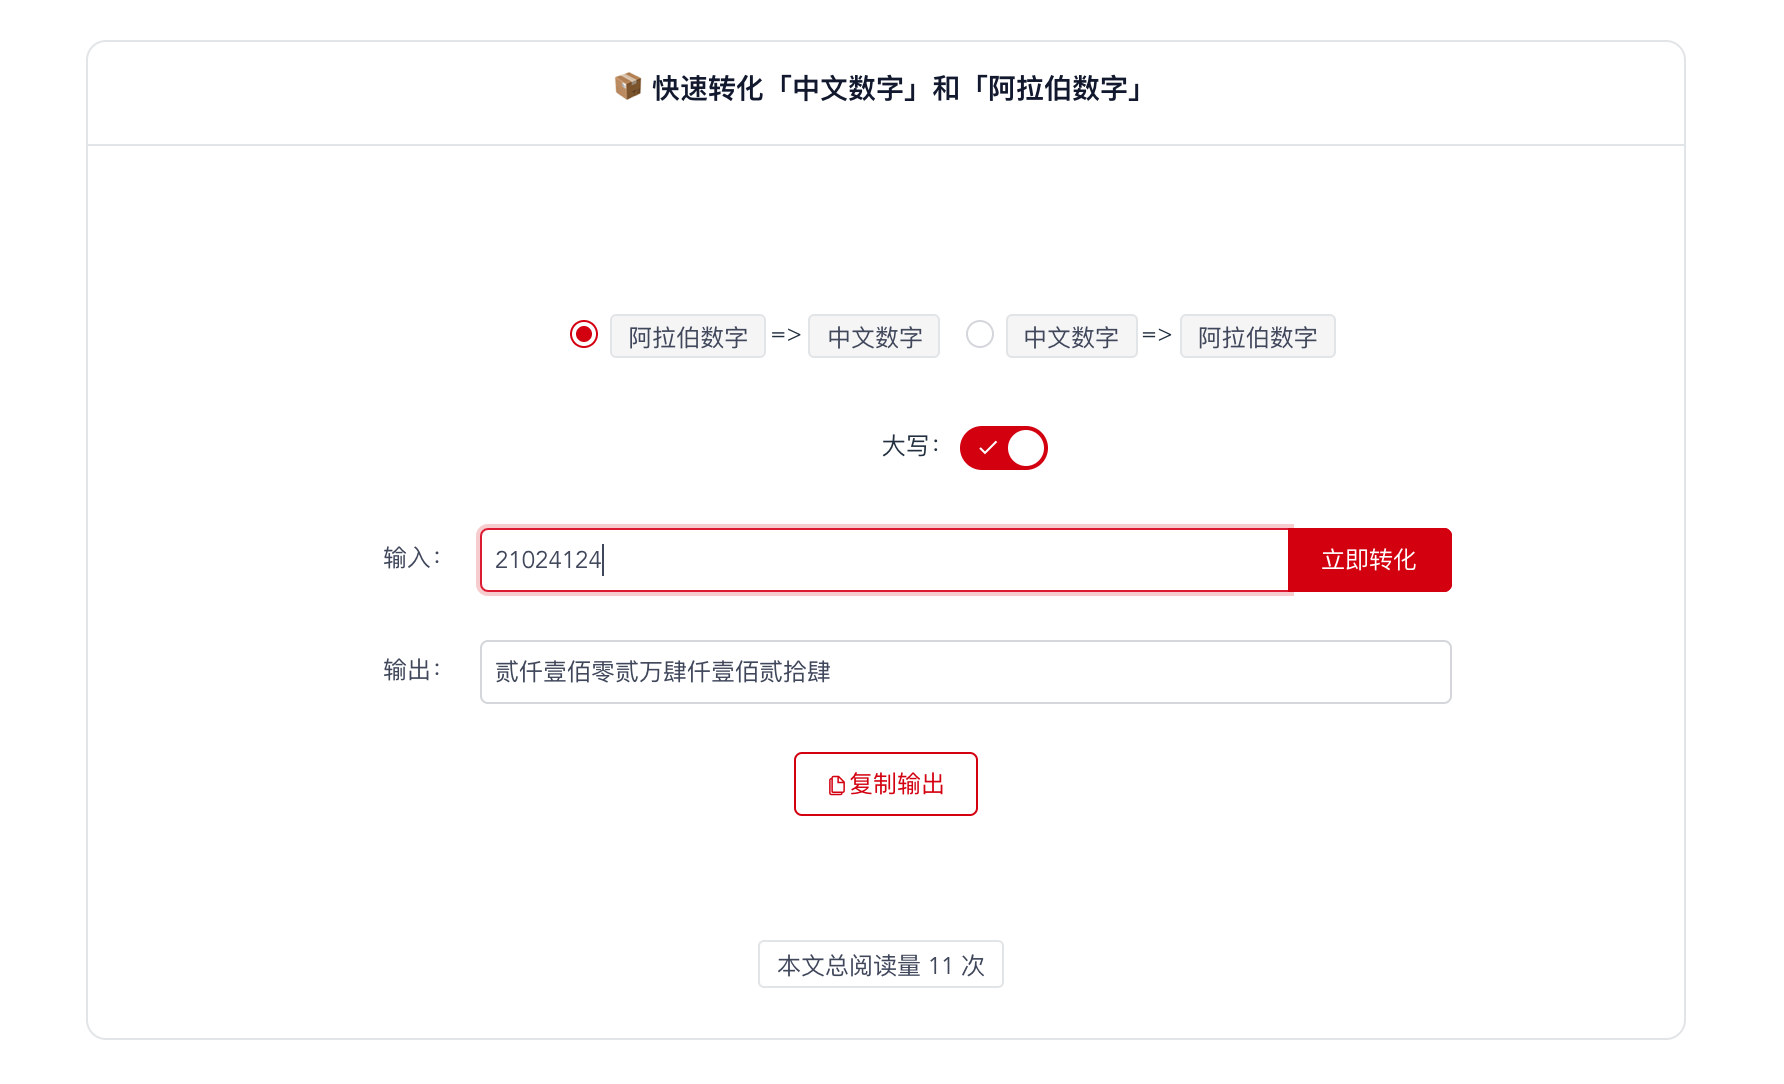 📦 快速转化「中文数字」和「阿拉伯数字」
阿拉伯数字 => 中文数字 中文数字 => 阿拉伯数字
大写：
输入： 21024124 立即转化
输出： 贰仟壹佰零贰万肆仟壹佰贰拾肆
复制输出
本文总阅读量 11 次